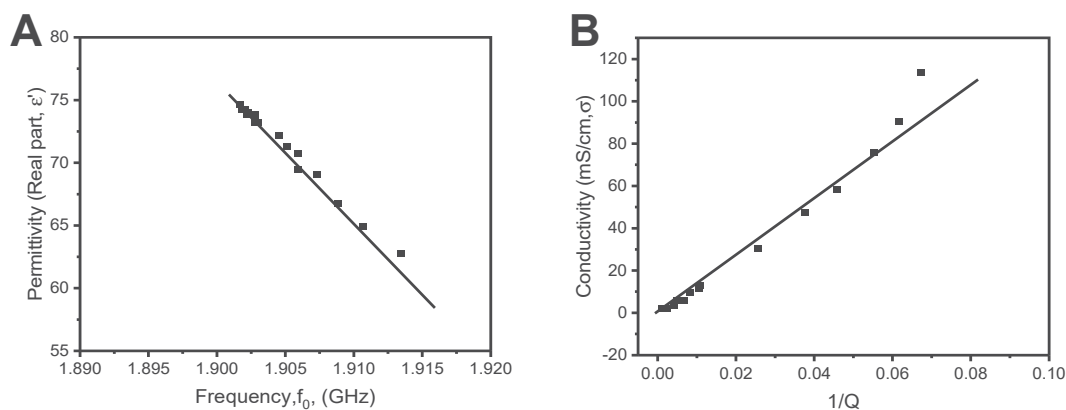 A
80
75
70
65
60
55
Permittivity (Real part, ε')
1.890 1.895 1.900 1.905 1.910 1.915 1.920
Frequency,f₀, (GHz)
B
120
100
80
60
40
20
0
-20
Conductivity (mS/cm,σ)
0.00 0.02 0.04 0.06 0.08 0.10
1/Q